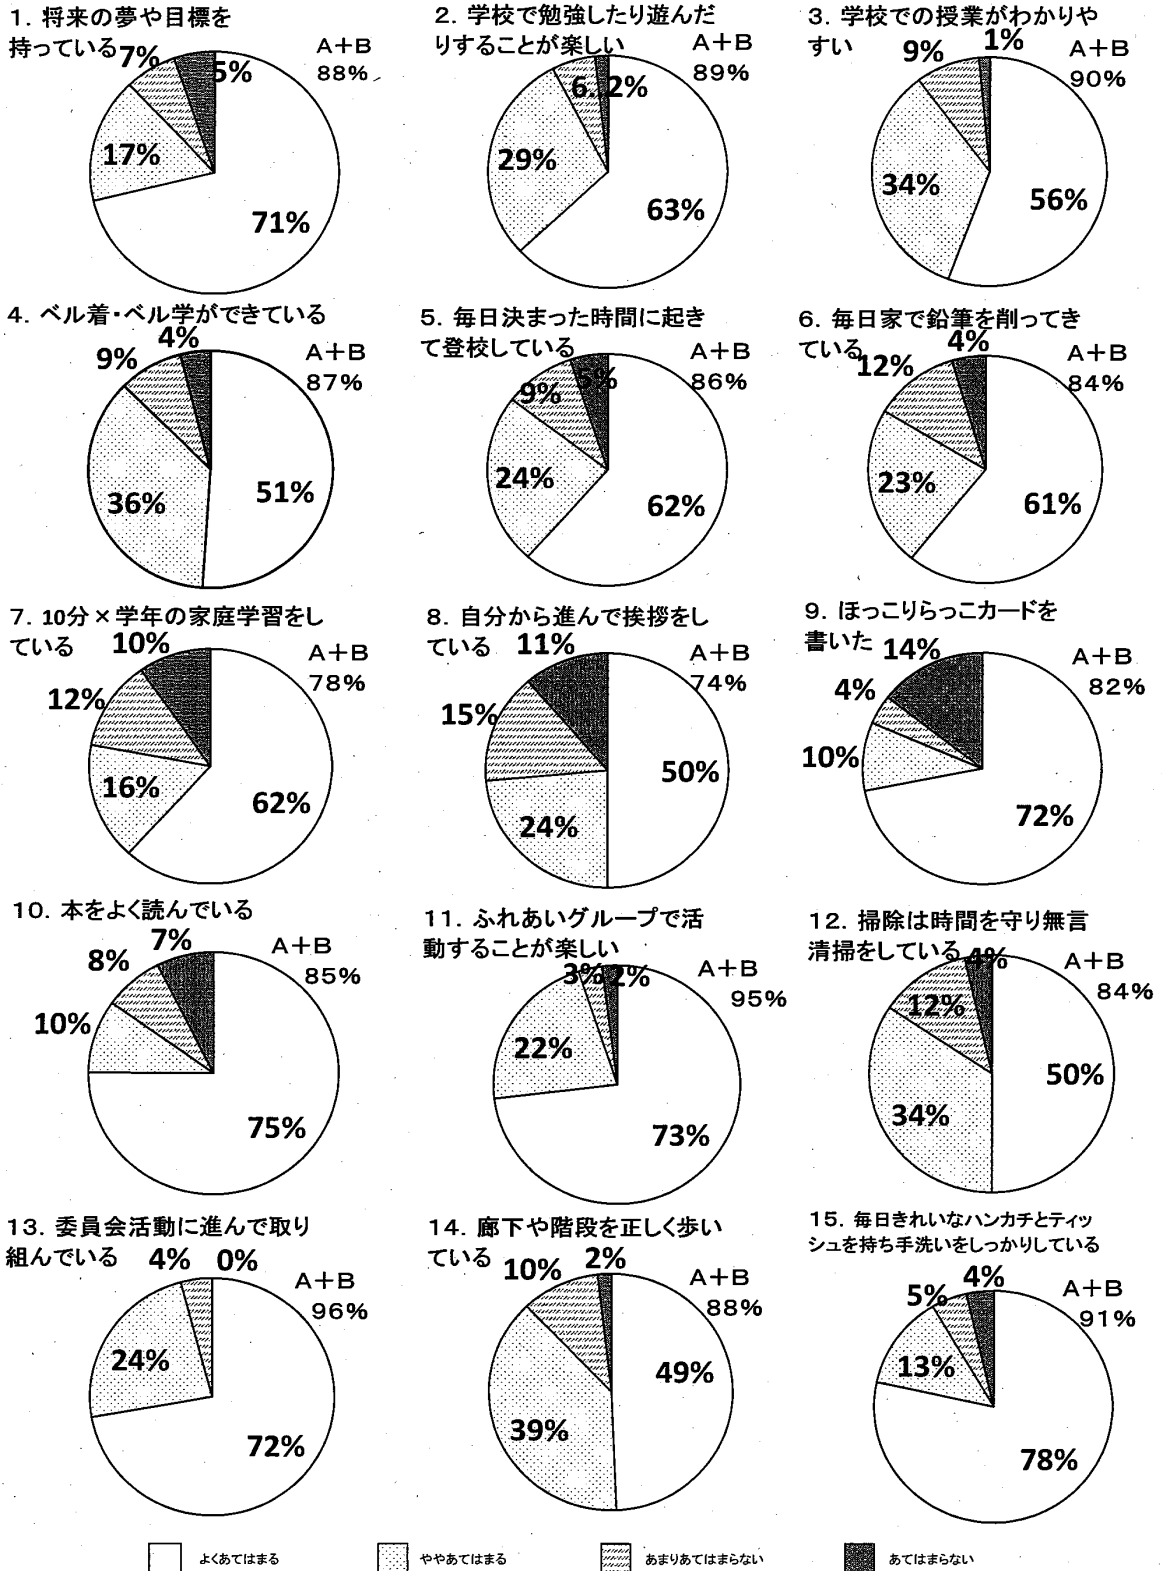 1. 将来の夢や目標を
持っている
7%
5%
A+B
88%
17%
71%
2. 学校で勉強したり遊んだ
りすることが楽しい
6..
2%
A+B
89%
29%
63%
3. 学校での授業がわかりや
すい
9%
1%
A+B
90%
34%
56%
4. ベル着・ベル学ができている
9%
4%
A+B
87%
36%
51%
5. 毎日決まった時間に起き
て登校している
9%
5%
A+B
86%
24%
62%
6. 毎日家で鉛筆を削ってき
ている
12%
4%
A+B
84%
23%
61%
7. 10分×学年の家庭学習をし
ている
10%
A+B
78%
12%
16%
62%
8. 自分から進んで挨拶をし
ている
11%
A+B
74%
15%
50%
24%
9. ほっこりらっこカードを
書いた
14%
A+B
82%
4%
10%
72%
10. 本をよく読んでいる
7%
8%
A+B
85%
10%
75%
11. ふれあいグループで活
動することが楽しい
3%
2%
A+B
95%
22%
73%
12. 掃除は時間を守り無言
清掃をしている
4%
A+B
84%
12%
50%
34%
13. 委員会活動に進んで取り
組んでいる
4%
0%
A+B
96%
24%
72%
14. 廊下や階段を正しく歩い
ている
10%
2%
A+B
88%
49%
39%
15. 毎日きれいなハンカチとティッ
シュを持ち手洗いをしっかりしている
5%
4%
A+B
91%
13%
78%
よくあてはまる
ややあてはまる
あまりあてはまらない
あてはまらない